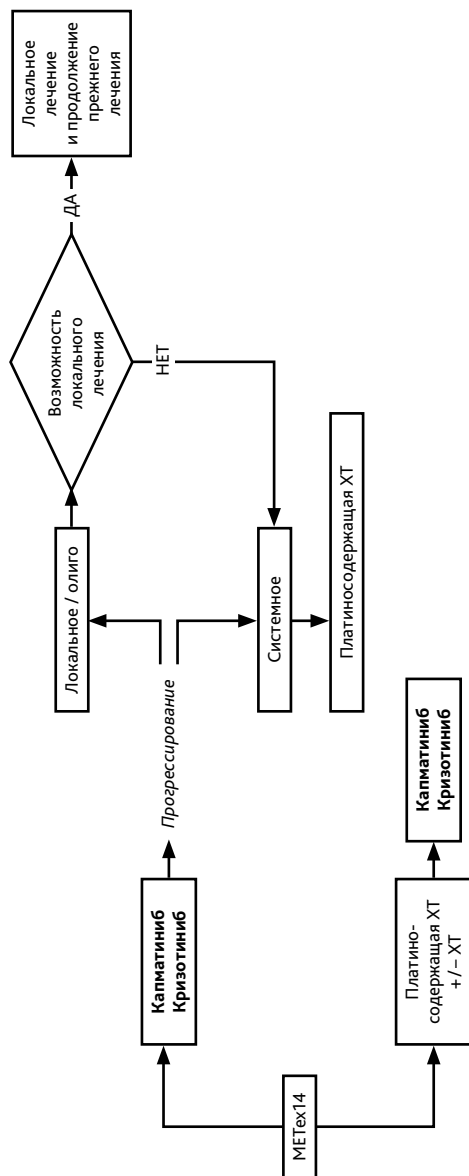 METex14
Капматиниб
Кризотиниб
Прогрессирование
Локальное / олиго
Возможность
локального
лечения
ДА
Локальное
лечение
и продолжение
прежнего
лечения
НЕТ
Системное
Платиносодержащая ХТ
Платино-
содержащая ХТ
+/− ХТ
Капматиниб
Кризотиниб